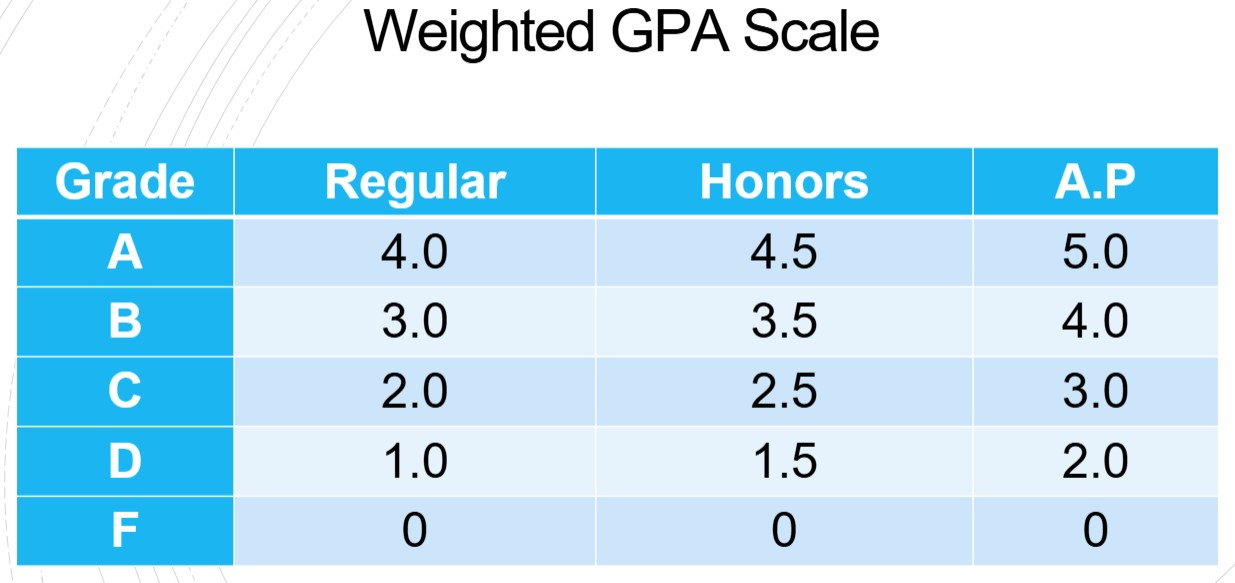 Weighted GPA Scale
Grade Regular Honors A.P
A 4.0 4.5 5.0
B 3.0 3.5 4.0
C 2.0 2.5 3.0
D 1.0 1.5 2.0
F 0 0 0